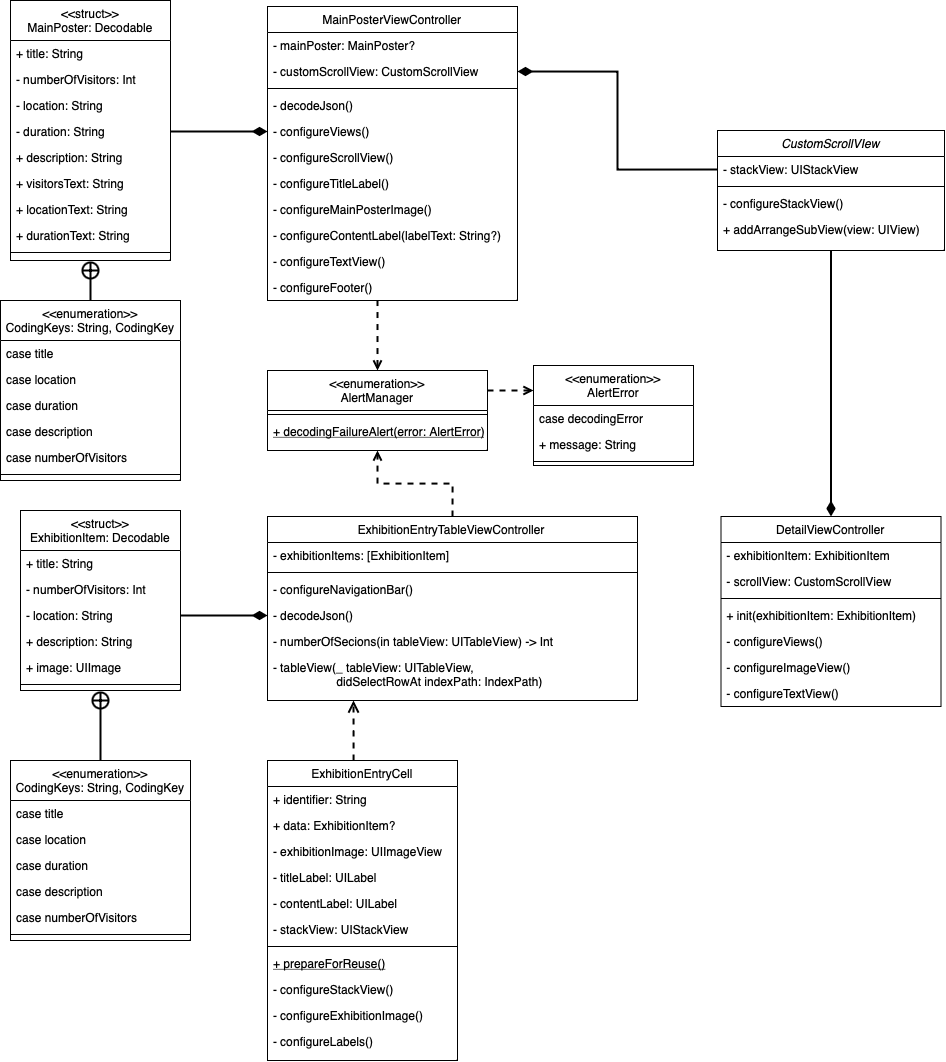 <<struct>>
MainPoster: Decodable
+ title: String
- numberOfVisitors: Int
- location: String
- duration: String
+ description: String
+ visitorsText: String
+ locationText: String
+ durationText: String
<<enumeration>>
CodingKeys: String, CodingKey
case title
case location
case duration
case description
case numberOfVisitors
MainPosterViewController
- mainPoster: MainPoster?
- customScrollView: CustomScrollView
- decodeJson()
- configureViews()
- configureScrollView()
- configureTitleLabel()
- configureMainPosterImage()
- configureContentLabel(labelText: String?)
- configureTextView()
- configureFooter()
CustomScrollVIew
- stackView: UIStackView
- configureStackView()
+ addArrangeSubView(view: UIView)
<<enumeration>>
AlertManager
+ decodingFailureAlert(error: AlertError)
<<enumeration>>
AlertError
case decodingError
+ message: String
<<struct>>
ExhibitionItem: Decodable
+ title: String
- numberOfVisitors: Int
- location: String
+ description: String
+ image: UIImage
<<enumeration>>
CodingKeys: String, CodingKey
case title
case location
case duration
case description
case numberOfVisitors
ExhibitionEntryTableViewController
- exhibitionItems: [ExhibitionItem]
- configureNavigationBar()
- decodeJson()
- numberOfSecions(in tableView: UITableView) -> Int
- tableView(_ tableView: UITableView,
didSelectRowAt indexPath: IndexPath)
DetailViewController
- exhibitionItem: ExhibitionItem
- scrollView: CustomScrollView
+ init(exhibitionItem: ExhibitionItem)
- configureViews()
- configureImageView()
- configureTextView()
ExhibitionEntryCell
+ identifier: String
+ data: ExhibitionItem?
- exhibitionImage: UIImageView
- titleLabel: UILabel
- contentLabel: UILabel
- stackView: UIStackView
+ prepareForReuse()
- configureStackView()
- configureExhibitionImage()
- configureLabels()